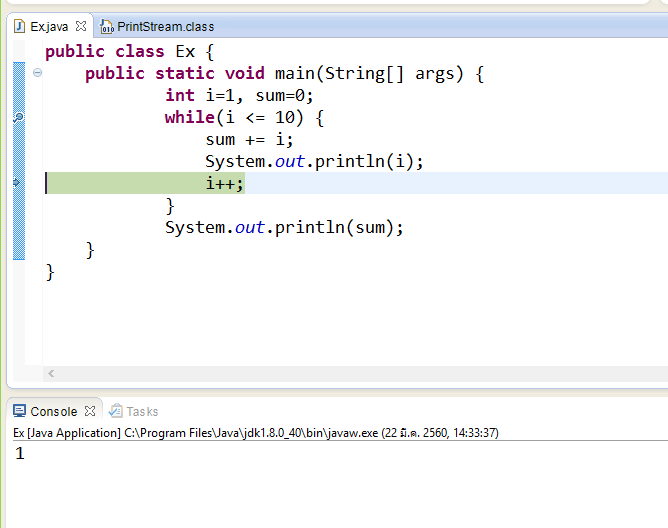 Ex.java PrintStream.class
public class Ex {
public static void main(String[] args) {
int i=1, sum=0;
while(i <= 10) {
sum += i;
System.out.println(i);
i++;
}
System.out.println(sum);
}
}
Console Tasks
Ex [Java Application] C:\Program Files\Java\jdk1.8.0_40\bin\javaw.exe (22 มี.ค. 2560, 14:33:37)
1